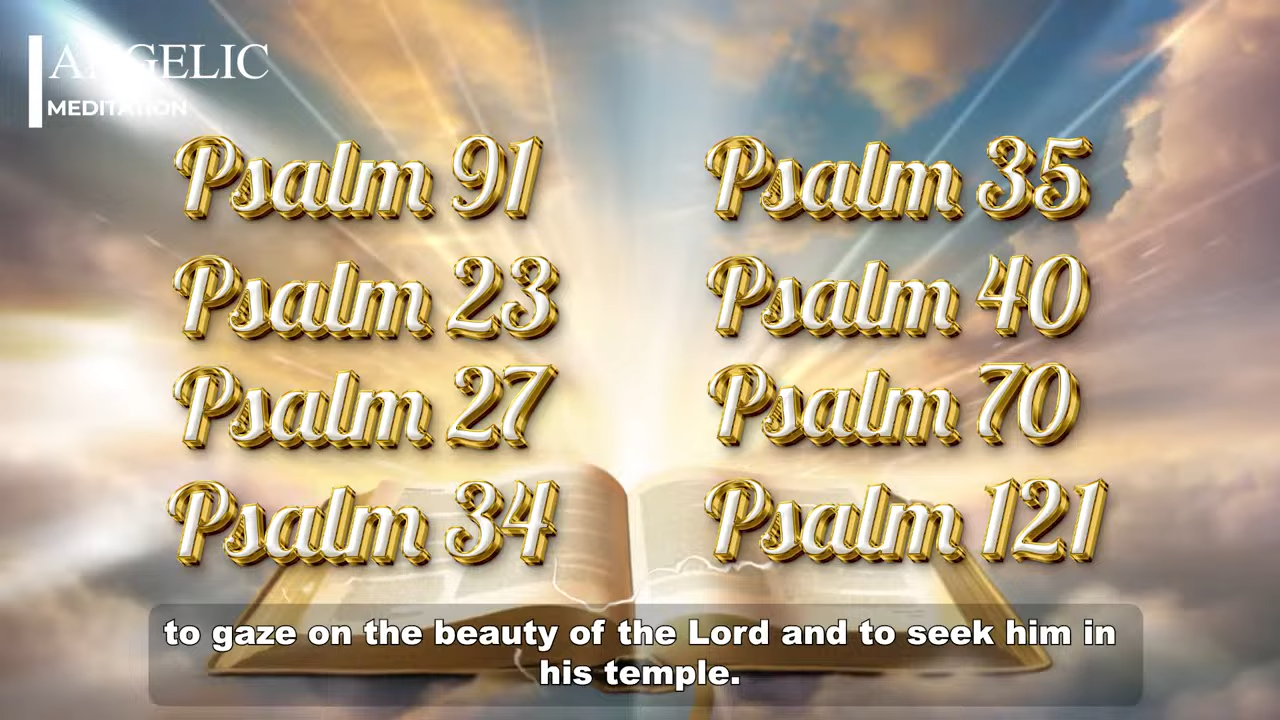 ANGELIC
MEDITATION
Psalm 91
Psalm 23
Psalm 27
Psalm 34
Psalm 35
Psalm 40
Psalm 70
Psalm 121
to gaze on the beauty of the Lord and to seek him in
his temple.